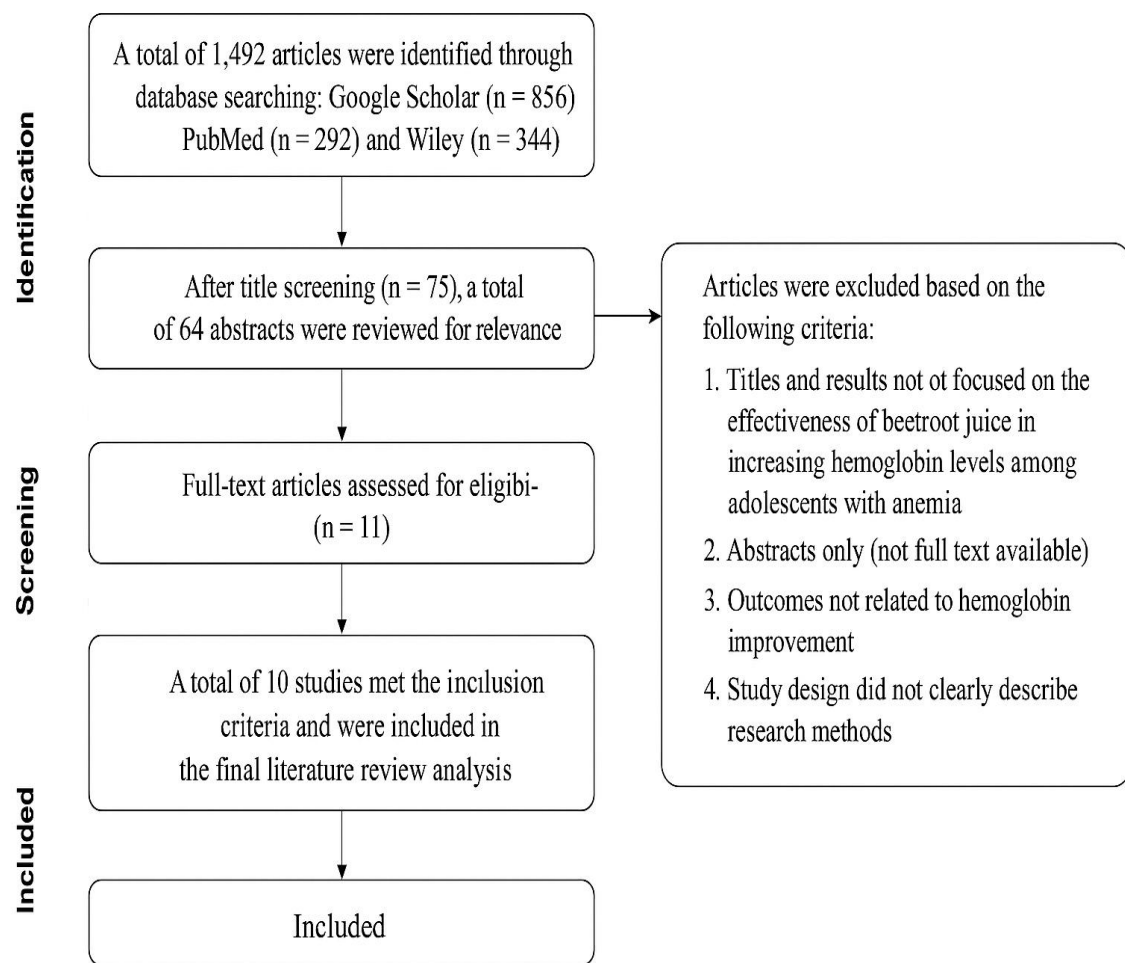 Identification
A total of 1,492 articles were identified through
database searching: Google Scholar (n = 856)
PubMed (n = 292) and Wiley (n = 344)
After title screening (n = 75), a total
of 64 abstracts were reviewed for relevance
Articles were excluded based on the
following criteria:
1. Titles and results not ot focused on the
effectiveness of beetroot juice in
increasing hemoglobin levels among
adolescents with anemia
2. Abstracts only (not full text available)
3. Outcomes not related to hemoglobin
improvement
4. Study design did not clearly describe
research methods
Screening
Full-text articles assessed for eligibi-
(n = 11)
A total of 10 studies met the incilusion
criteria and were included in
the final literature review analysis
Included
Included